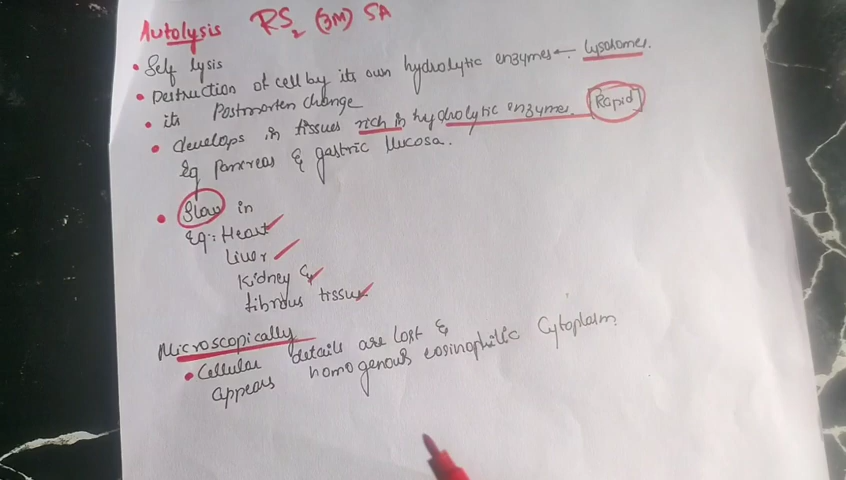 Autolysis RS2 (3M) SA
• Self lysis
• Destruction of cell by its own hydrolytic enzymes ← Lysosomes.
• its Postmorten change
• develops in tissues rich in hydrolytic enzyme. Rapid
Eg Pancreas & gastric Mucosa.
• Slow in
Eg:: Heart
Liver
Kidney &
fibrous tissue
Microscopically
• Cellular details are lost &
appears homogenous eosinophilic Cytoplasm